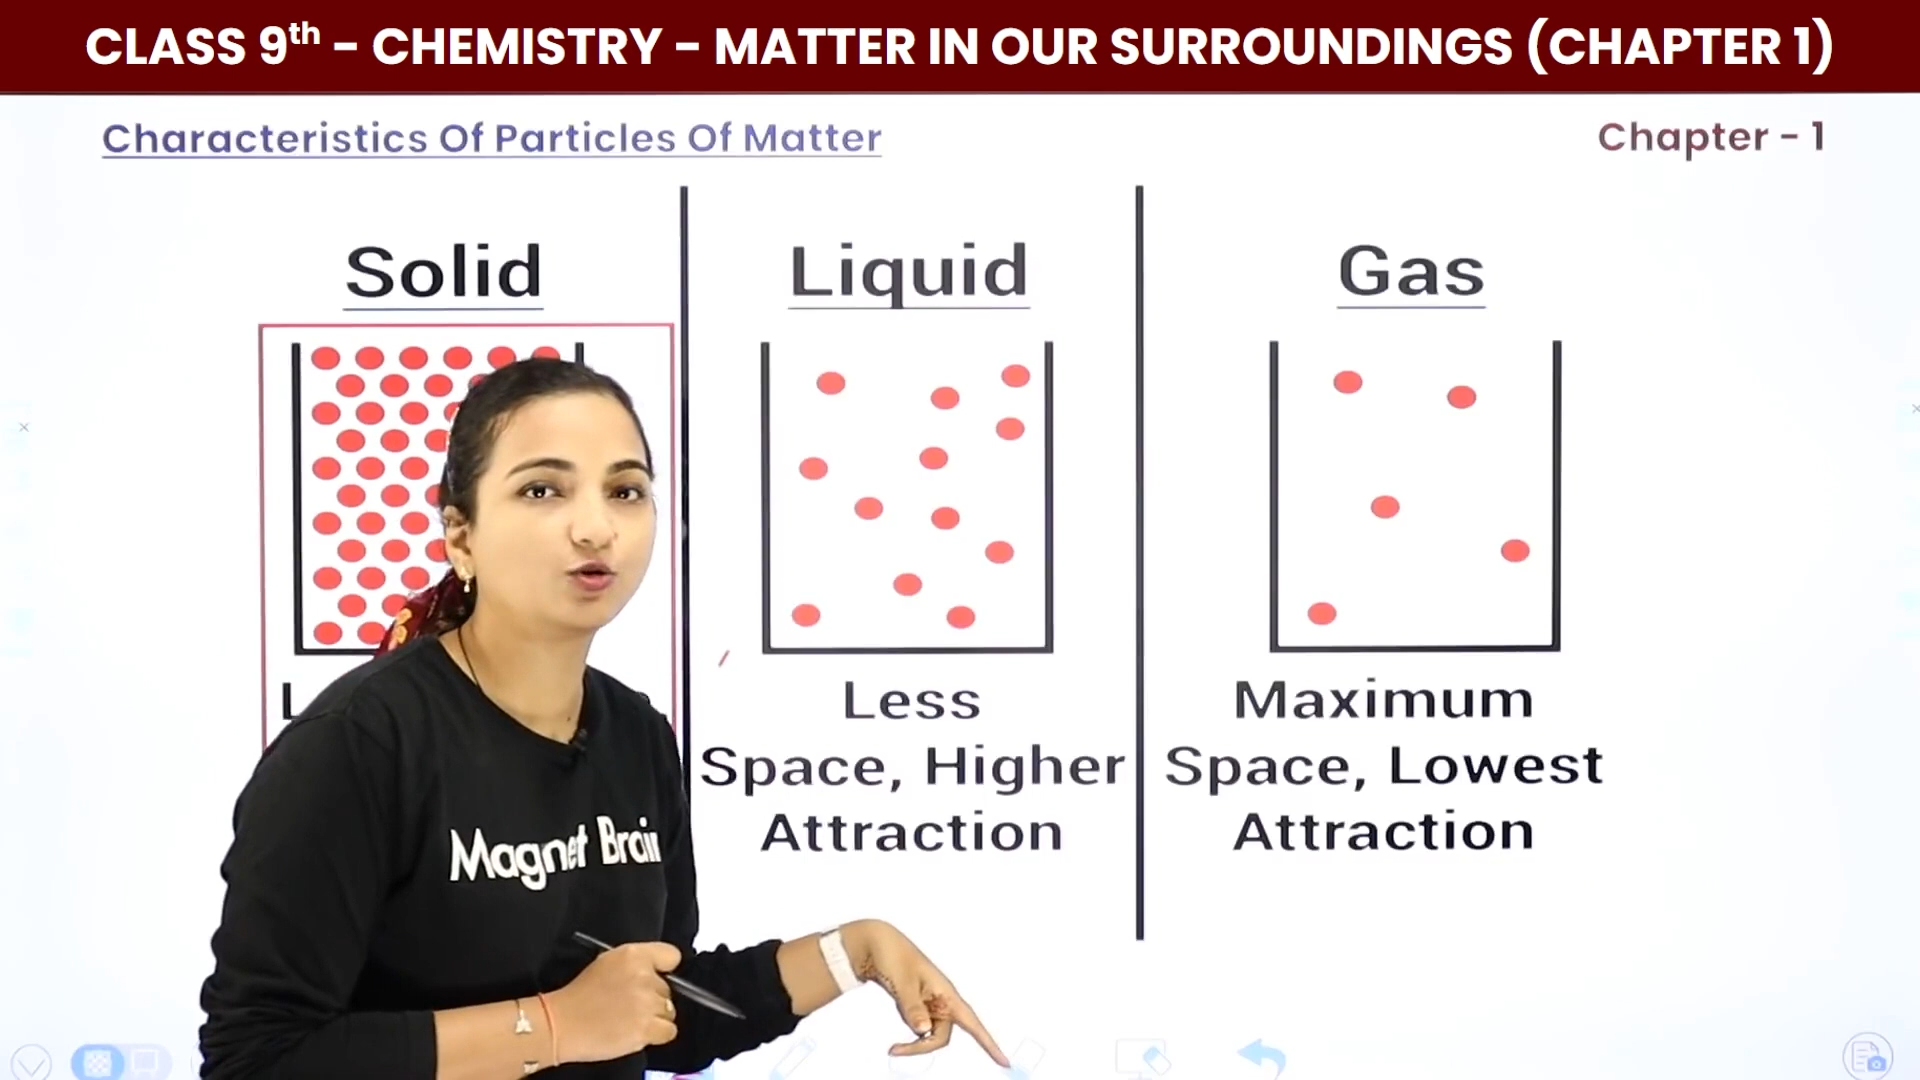 CLASS 9th – CHEMISTRY – MATTER IN OUR SURROUNDINGS (CHAPTER 1)
Characteristics Of Particles Of Matter
Chapter - 1
Solid
Liquid
Gas
Less
Space, Higher
Attraction
Maximum
Space, Lowest
Attraction
Magnet Brain